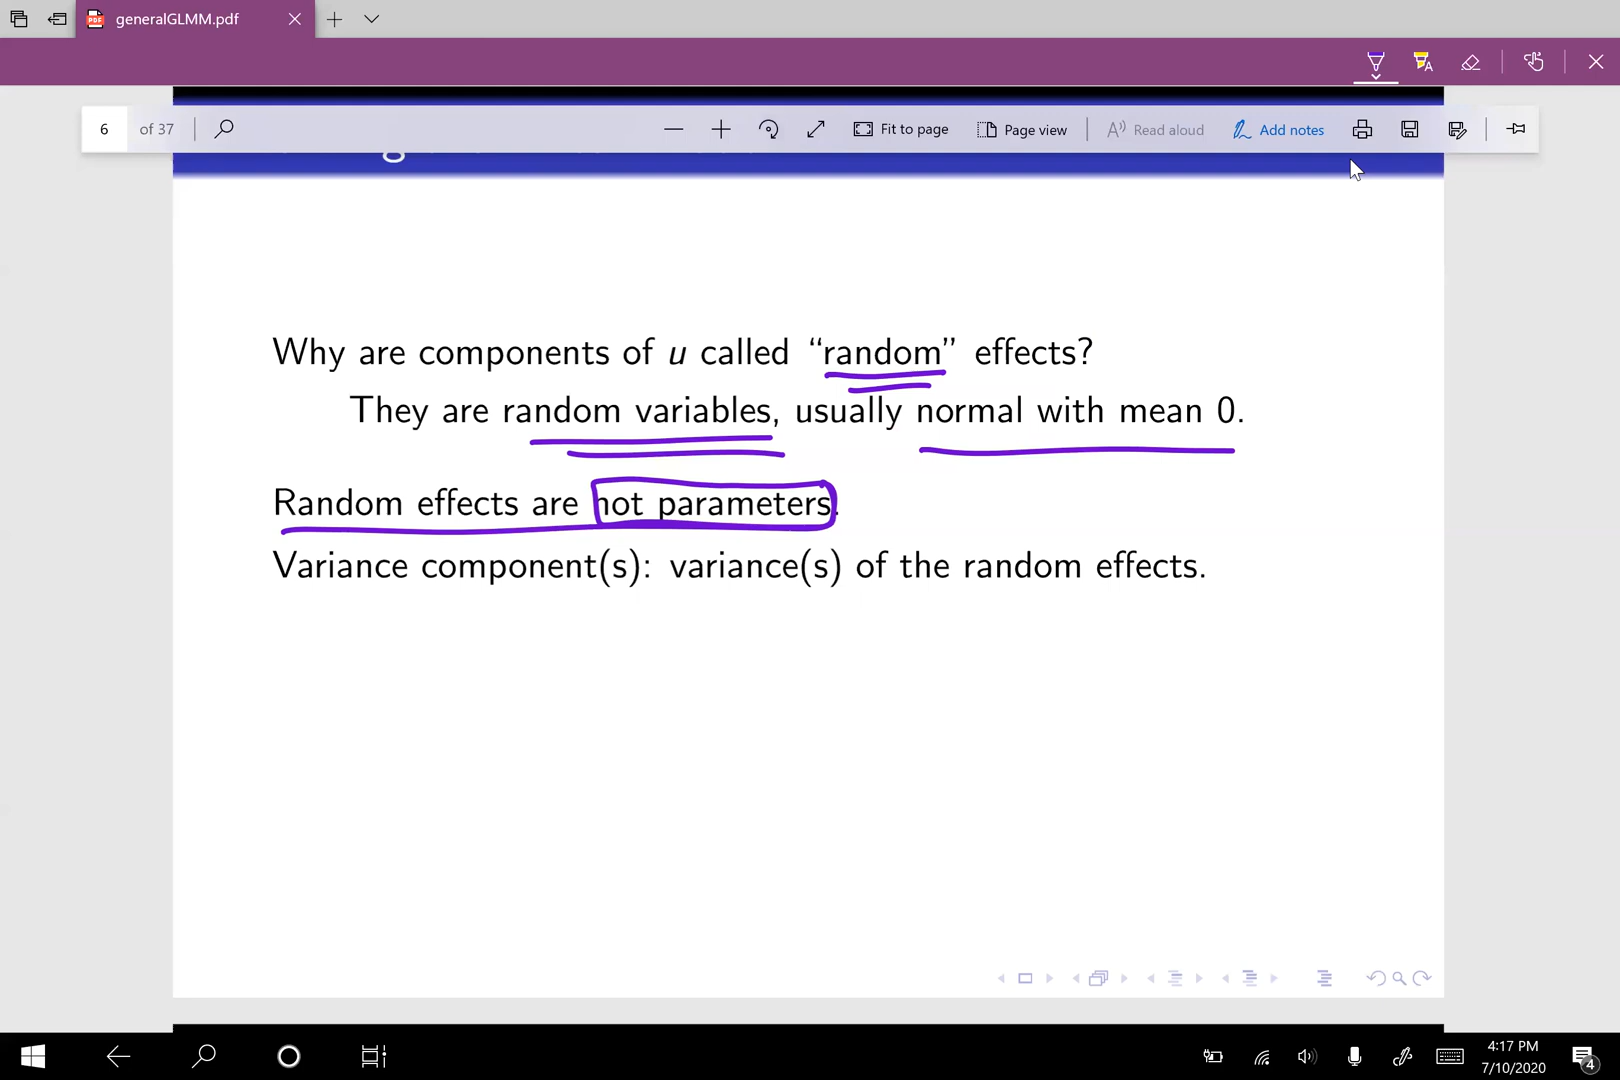 generalGLMM.pdf
6 of 37
Fit to page
Page view
Read aloud
Add notes
Why are components of u called “random” effects?
They are random variables, usually normal with mean 0.
Random effects are not parameters.
Variance component(s): variance(s) of the random effects.
4:17 PM
7/10/2020
4